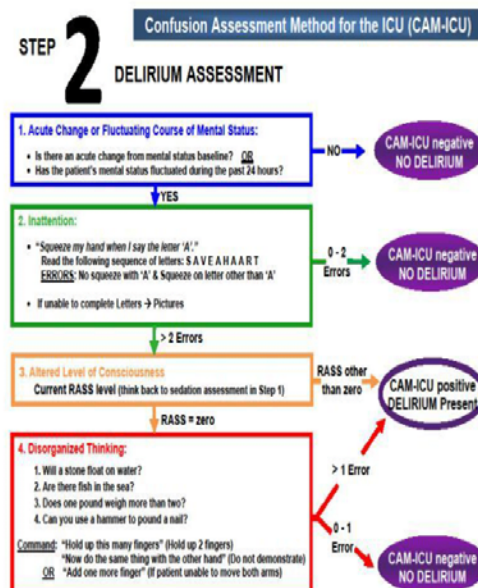 Confusion Assessment Method for the ICU (CAM-ICU)
STEP 2
DELIRIUM ASSESSMENT
1. Acute Change or Fluctuating Course of Mental Status:
• Is there an acute change from mental status baseline? OR
• Has the patient's mental status fluctuated during the past 24 hours?
NO
CAM-ICU negative
NO DELIRIUM
YES
2. Inattention:
• "Squeeze my hand when I say the letter 'A'."
Read the following sequence of letters: S A V E A H A A R T
ERRORS: No squeeze with 'A' & Squeeze on letter other than 'A'
• If unable to complete Letters → Pictures
0 - 2
Errors
CAM-ICU negative
NO DELIRIUM
> 2 Errors
3. Altered Level of Consciousness
Current RASS level (think back to sedation assessment in Step 1)
RASS other
than zero
CAM-ICU positive
DELIRIUM Present
RASS = zero
4. Disorganized Thinking:
1. Will a stone float on water?
2. Are there fish in the sea?
3. Does one pound weigh more than two?
4. Can you use a hammer to pound a nail?
Command: "Hold up this many fingers" (Hold up 2 fingers)
"Now do the same thing with the other hand" (Do not demonstrate)
OR "Add one more finger" (If patient unable to move both arms)
> 1 Error
0 - 1
Error
CAM-ICU negative
NO DELIRIUM